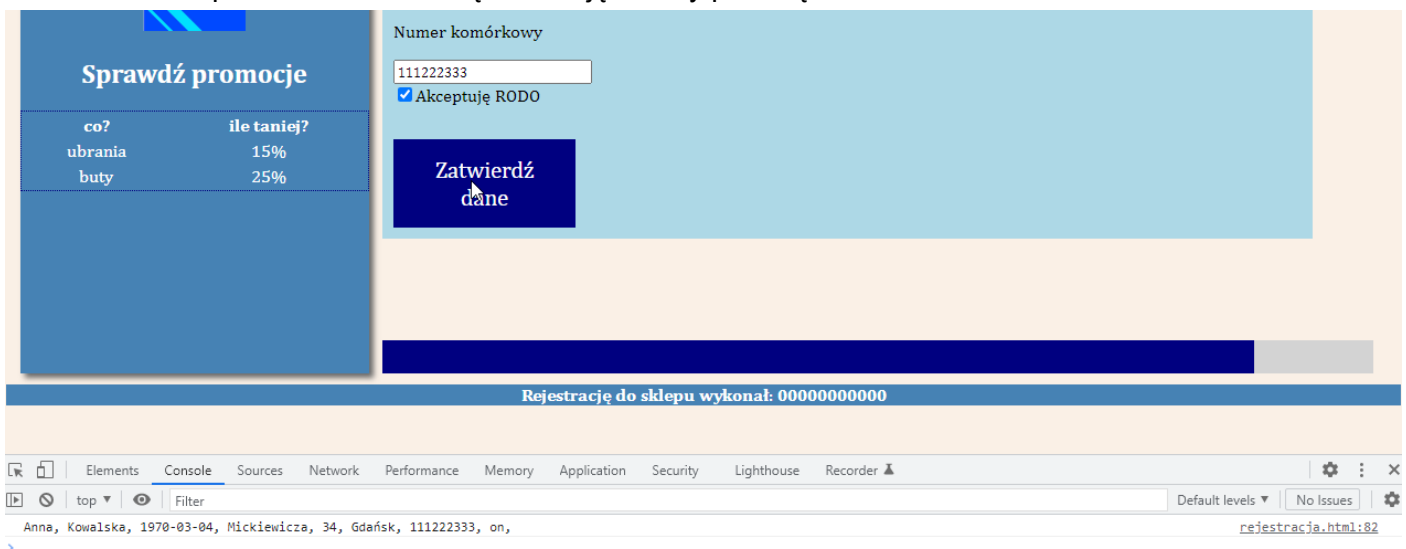 Numer komórkowy
Sprawdź promocje
111222333
Akceptuję RODO
co? ile taniej?
ubrania 15%
buty 25%
Zatwierdź
dane
Rejestrację do sklepu wykonał: 00000000000
Elements Console Sources Network Performance Memory Application Security Lighthouse Recorder
top Filter Default levels No Issues
Anna, Kowalska, 1970-03-04, Mickiewicza, 34, Gdańsk, 111222333, on, rejestracja.html:82